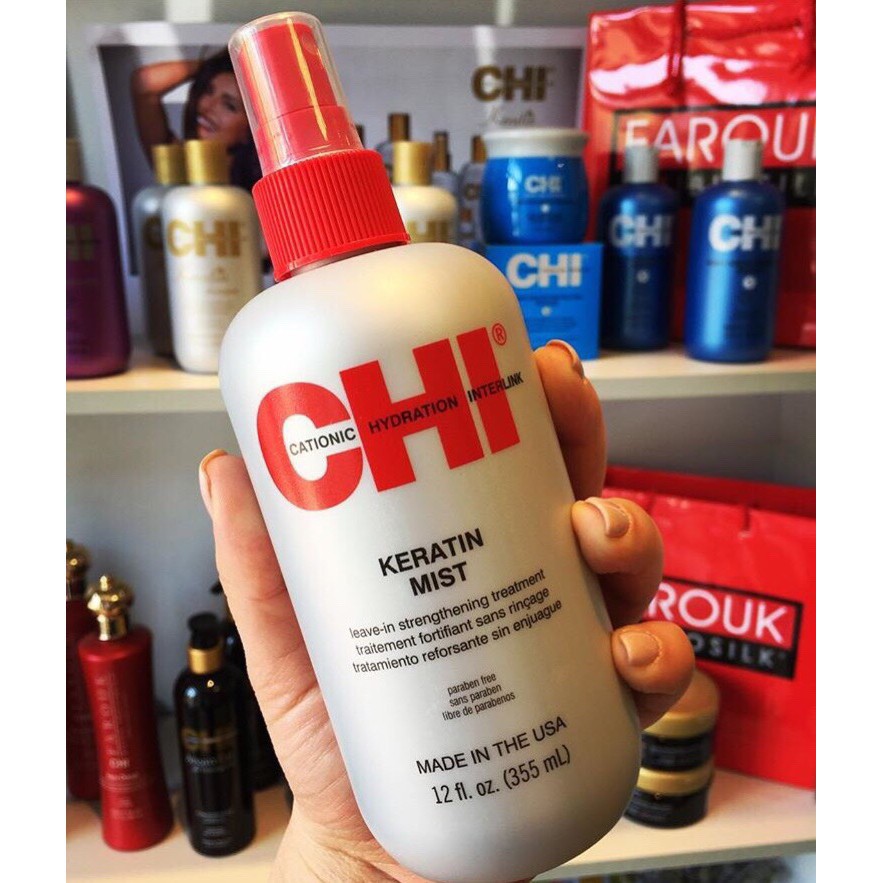 CHI®
CATIONIC HYDRATION INTERLINK
KERATIN
MIST
leave-in strengthening treatment
traitement fortifiant sans rinçage
tratamiento reforsante sin enjuague
paraben free
sans paraben
libre de parabenos
MADE IN THE USA
12 fl. oz. (355 mL)
CHI
CHI
CHI
CHI
CHI
CHI
FAROU
ROUK
OSILK